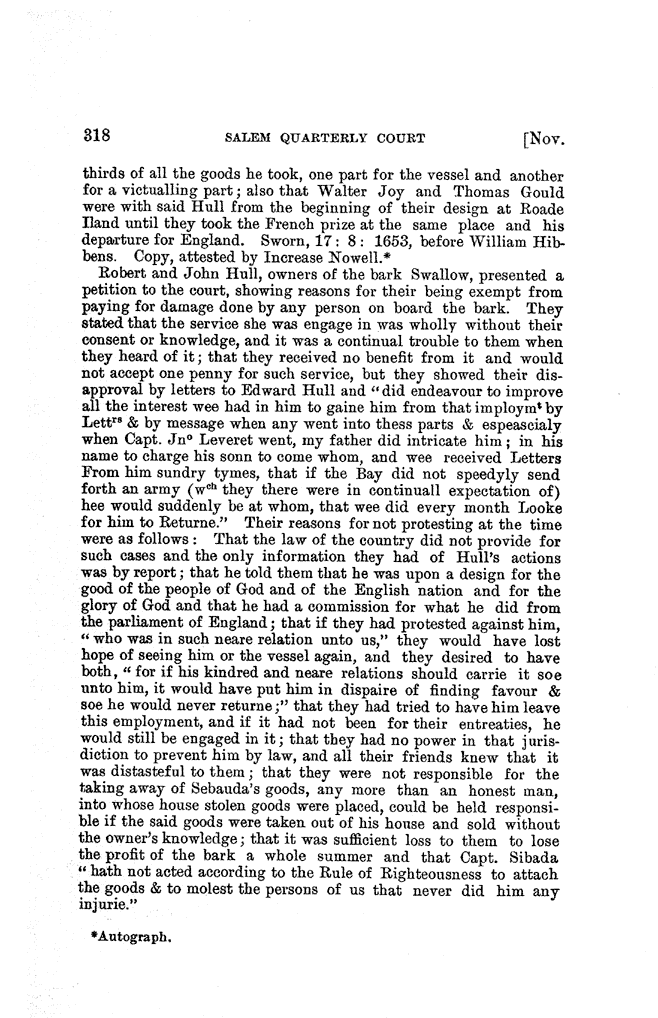 318 SALEM QUARTERLY COURT [Nov.
thirds of all the goods he took, one part for the vessel and another
for a victualling part; also that Walter Joy and Thomas Gould
were with said Hull from the beginning of their design at Roade
Iland until they took the French prize at the same place and his
departure for England. Sworn, 17: 8: 1653, before William Hib-
bens. Copy, attested by Increase Nowell.*
Robert and John Hull, owners of the bark Swallow, presented a
petition to the court, showing reasons for their being exempt from
paying for damage done by any person on board the bark. They
stated that the service she was engage in was wholly without their
consent or knowledge, and it was a continual trouble to them when
they heard of it; that they received no benefit from it and would
not accept one penny for such service, but they showed their dis-
approval by letters to Edward Hull and "did endeavour to improve
all the interest wee had in him to gaine him from that imploymᵗ by
Lettʳˢ & by message when any went into thess parts & espeascialy
when Capt. Jnᵒ Leveret went, my father did intricate him; in his
name to charge his sonn to come whom, and wee received Letters
From him sundry tymes, that if the Bay did not speedyly send
forth an army (wᶜʰ they there were in continuall expectation of)
hee would suddenly be at whom, that wee did every month Looke
for him to Returne." Their reasons for not protesting at the time
were as follows: That the law of the country did not provide for
such cases and the only information they had of Hull's actions
was by report; that he told them that he was upon a design for the
good of the people of God and of the English nation and for the
glory of God and that he had a commission for what he did from
the parliament of England; that if they had protested against him,
"who was in such neare relation unto us," they would have lost
hope of seeing him or the vessel again, and they desired to have
both, "for if his kindred and neare relations should carrie it soe
unto him, it would have put him in dispaire of finding favour &
soe he would never returne;" that they had tried to have him leave
this employment, and if it had not been for their entreaties, he
would still be engaged in it; that they had no power in that juris-
diction to prevent him by law, and all their friends knew that it
was distasteful to them; that they were not responsible for the
taking away of Sebauda's goods, any more than an honest man,
into whose house stolen goods were placed, could be held responsi-
ble if the said goods were taken out of his house and sold without
the owner's knowledge; that it was sufficient loss to them to lose
the profit of the bark a whole summer and that Capt. Sibada
"hath not acted according to the Rule of Righteousness to attach
the goods & to molest the persons of us that never did him any
injurie."
*Autograph.